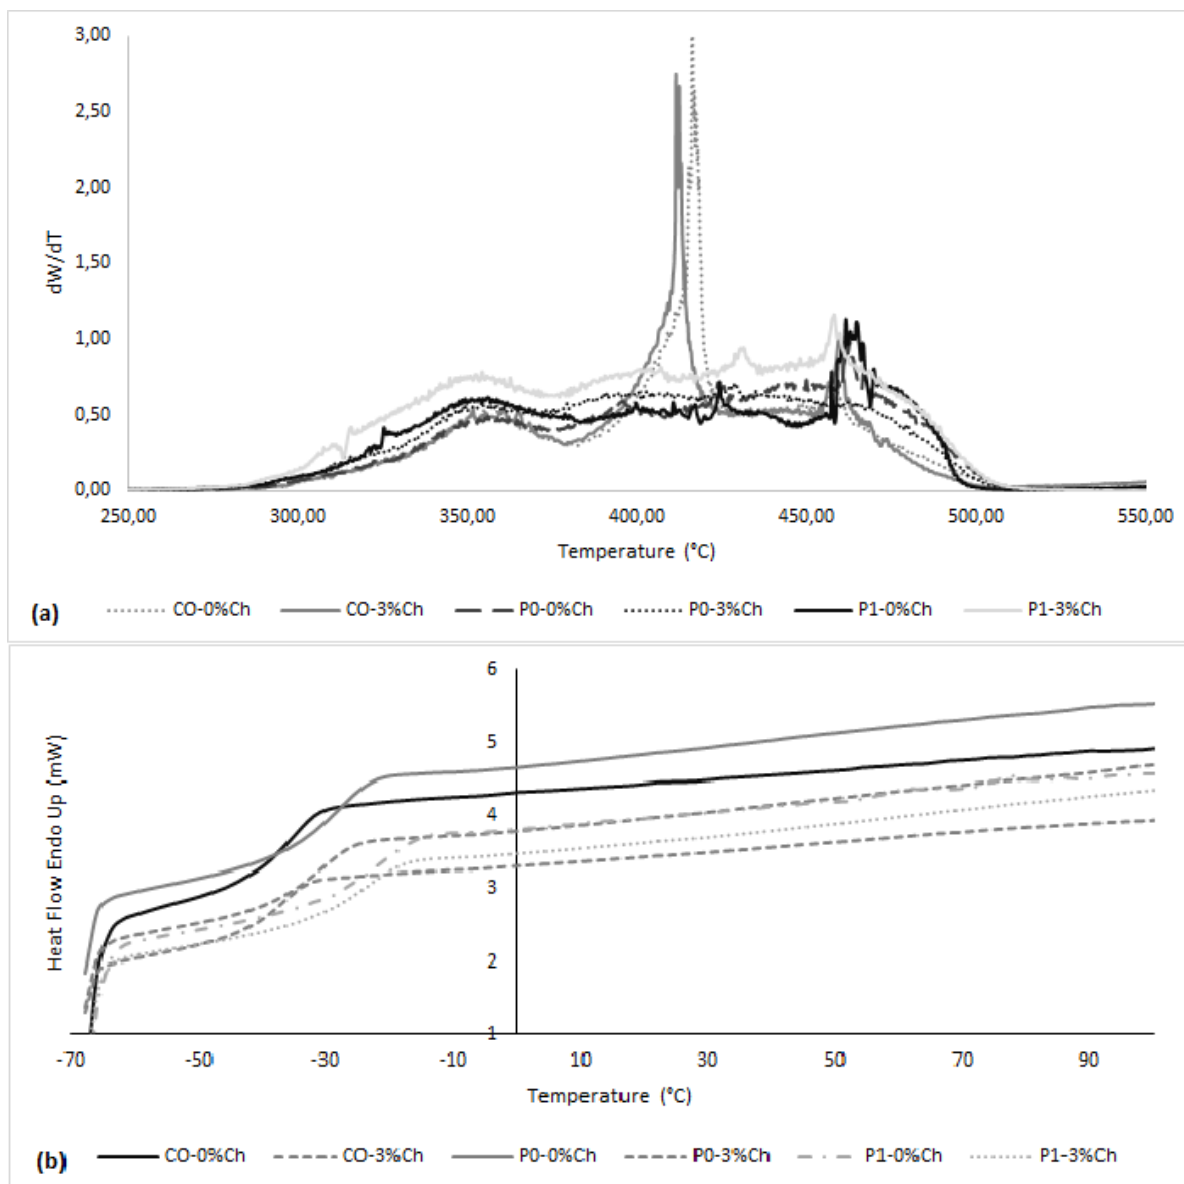 3,00
2,50
2,00
1,50
1,00
0,50
0,00
dW/dT
250,00 300,00 350,00 400,00 450,00 500,00 550,00
Temperature (°C)
(a) CO-0%Ch CO-3%Ch P0-0%Ch P0-3%Ch P1-0%Ch P1-3%Ch
6
5
4
3
2
1
Heat Flow Endo Up (mW)
-70 -50 -30 -10 10 30 50 70 90
Temperature (°C)
(b) CO-0%Ch CO-3%Ch P0-0%Ch P0-3%Ch P1-0%Ch P1-3%Ch